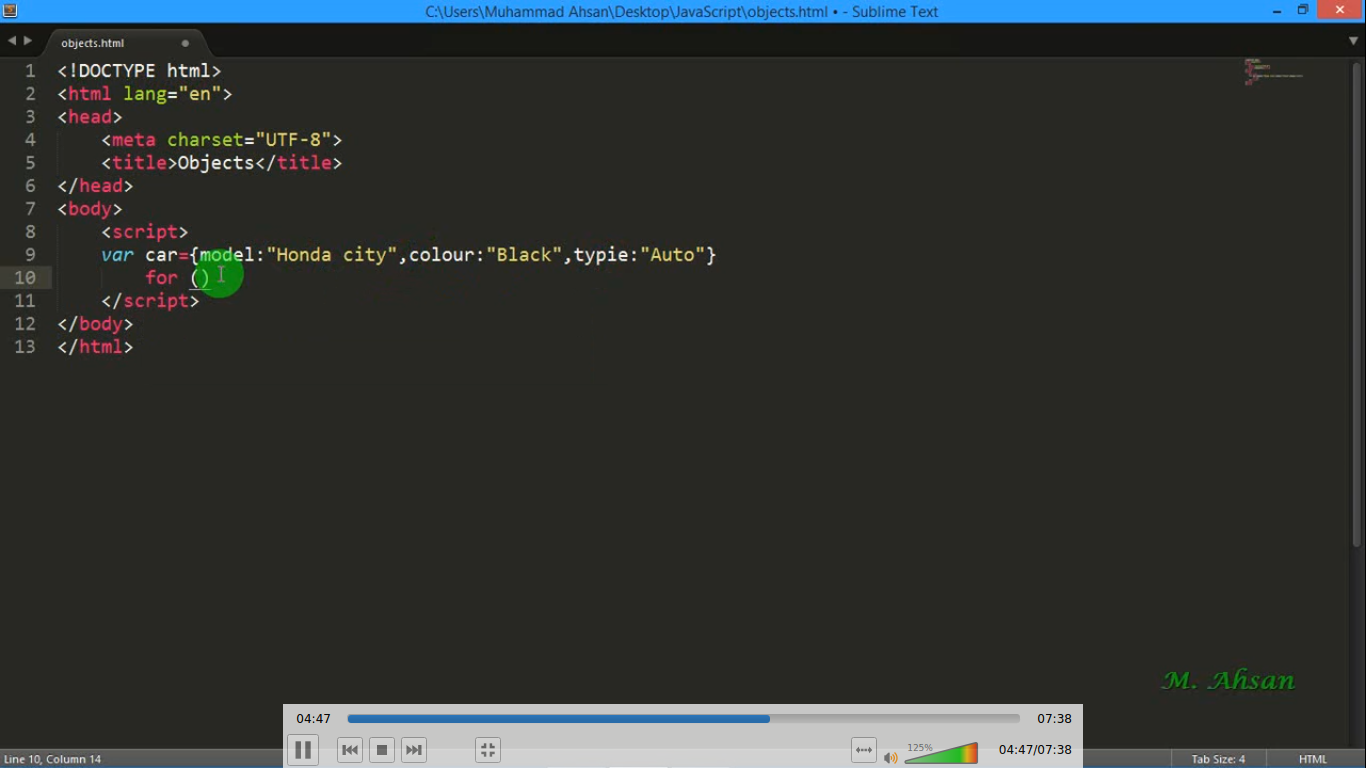 C:\Users\Muhammad Ahsan\Desktop\JavaScript\objects.html • - Sublime Text
objects.html
1 <!DOCTYPE html>
2 <html lang="en">
3 <head>
4 <meta charset="UTF-8">
5 <title>Objects</title>
6 </head>
7 <body>
8 <script>
9 var car={model:"Honda city",colour:"Black",typie:"Auto"}
10 for ()
11 </script>
12 </body>
13 </html>
M. Ahsan
04:47 07:38
125% 04:47/07:38
Line 10, Column 14 Tab Size: 4 HTML